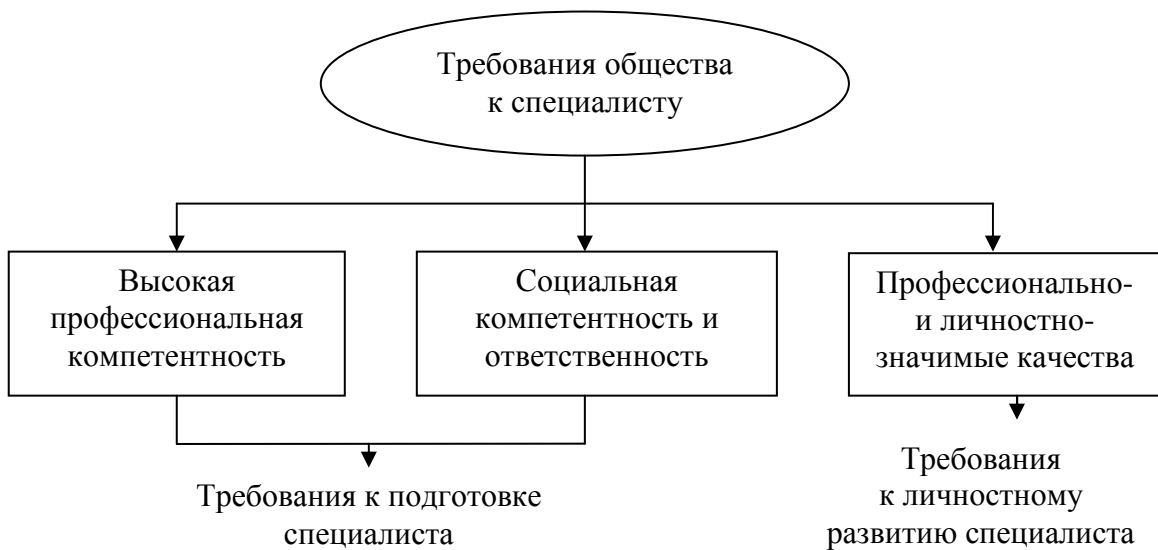 Требования общества
к специалисту
Высокая
профессиональная
компетентность
Социальная
компетентность и
ответственность
Профессионально-
и личностно-
значимые качества
Требования к подготовке
специалиста
Требования
к личностному
развитию специалиста